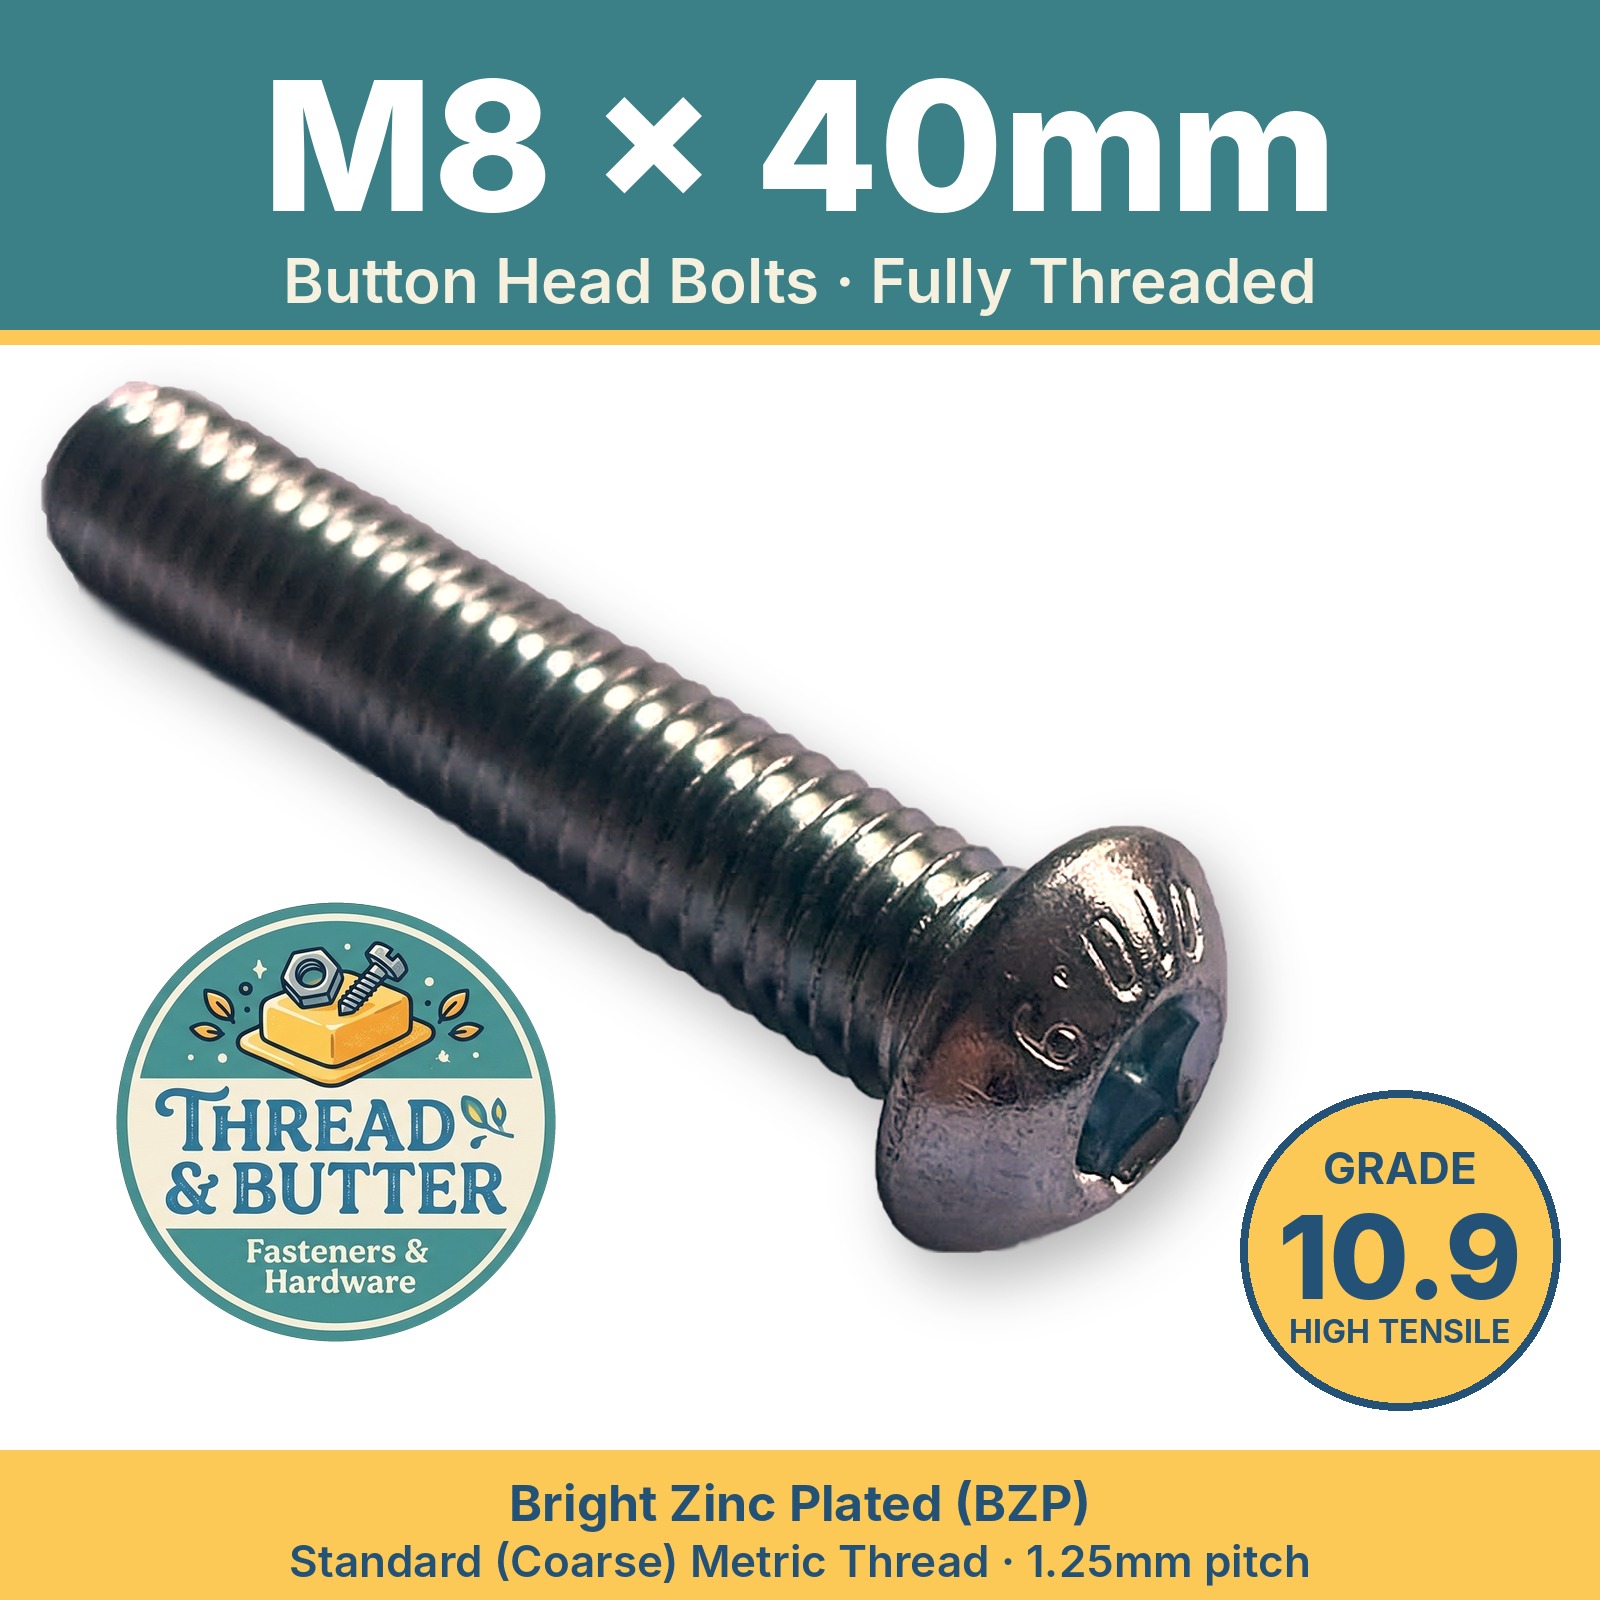 M8 × 40mm
Button Head Bolts · Fully Threaded
THREAD
& BUTTER
Fasteners &
Hardware
GRADE
10.9
HIGH TENSILE
Bright Zinc Plated (BZP)
Standard (Coarse) Metric Thread · 1.25mm pitch